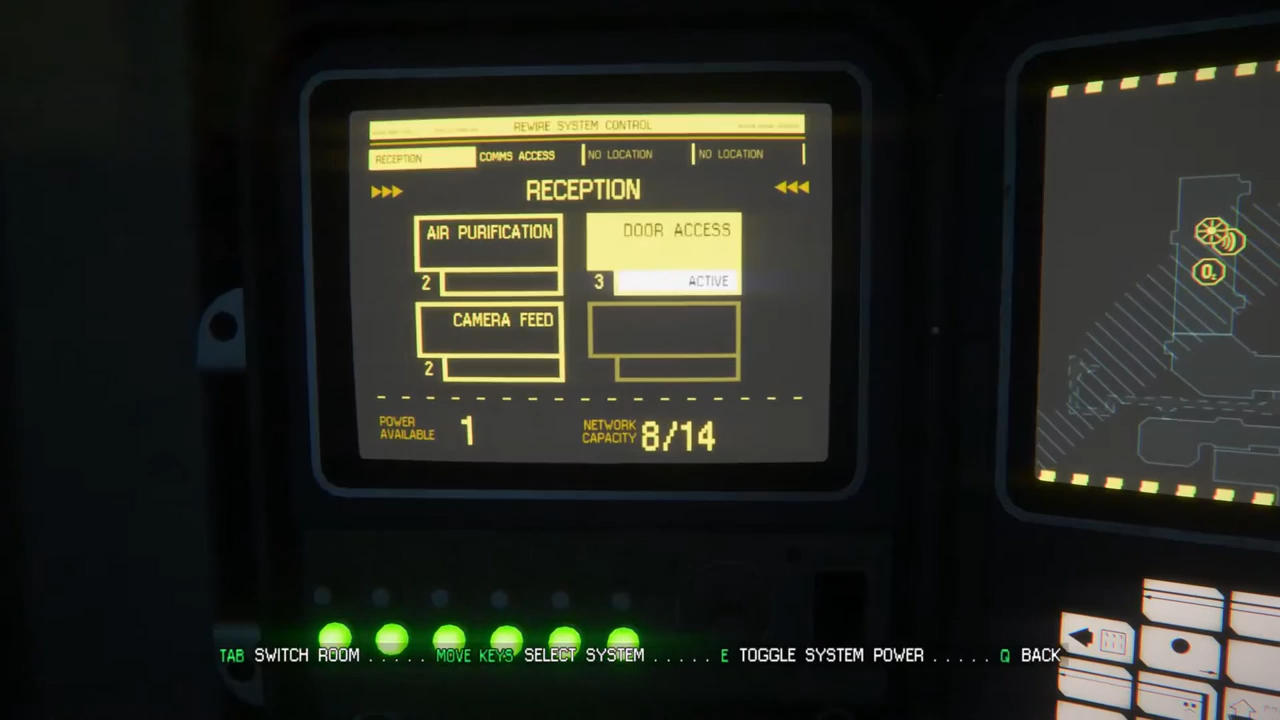 REWIRE SYSTEM CONTROL
RECEPTION COMMS ACCESS NO LOCATION NO LOCATION
RECEPTION
AIR PURIFICATION DOOR ACCESS
2 3 ACTIVE
CAMERA FEED
2
POWER AVAILABLE 1 NETWORK CAPACITY 8/14
O₂
TAB SWITCH ROOM ..... MOVE KEYS SELECT SYSTEM ..... E TOGGLE SYSTEM POWER ..... Q BACK